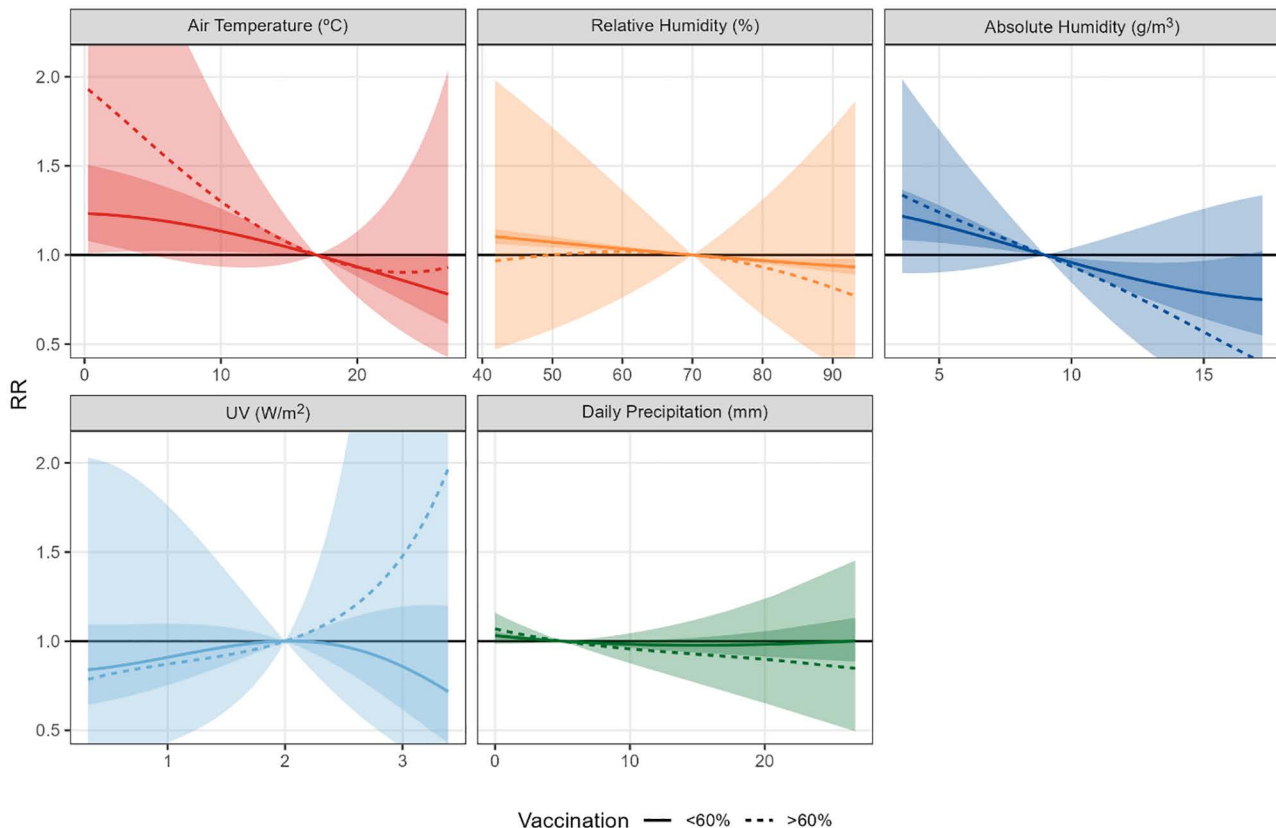 Air Temperature (ºC) Relative Humidity (%) Absolute Humidity (g/m³)
2.0
1.5
1.0
0.5
0 10 20 40 50 60 70 80 90 5 10 15
RR
UV (W/m²) Daily Precipitation (mm)
2.0
1.5
1.0
0.5
1 2 3 0 10 20
Vaccination <60% >60%